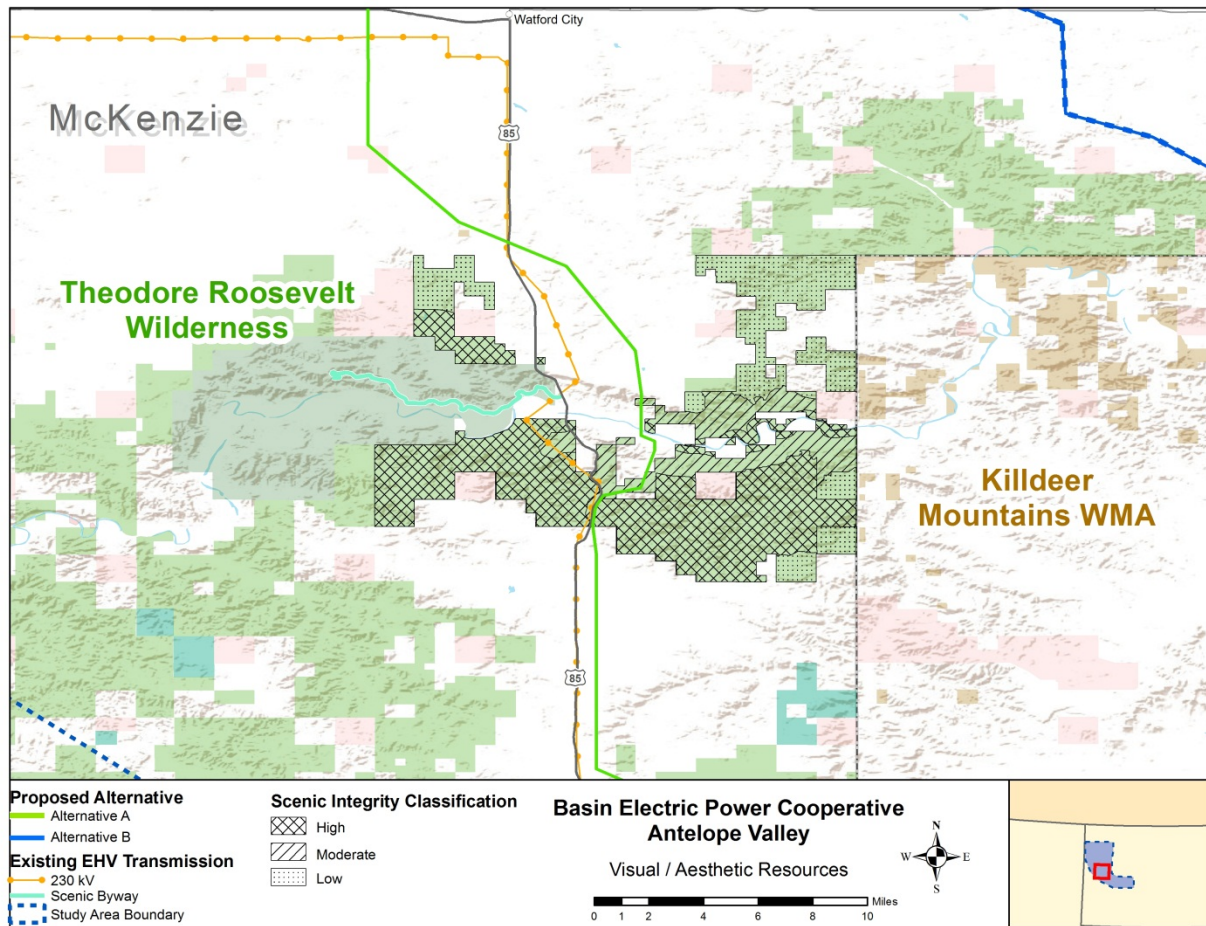 Watford City
McKenzie
85
Theodore Roosevelt
Wilderness
Killdeer
Mountains WMA
85
Proposed Alternative
Alternative A
Alternative B
Existing EHV Transmission
230 kV
Scenic Byway
Study Area Boundary
Scenic Integrity Classification
High
Moderate
Low
Basin Electric Power Cooperative
Antelope Valley
Visual / Aesthetic Resources
N
W E
S
Miles
0 1 2 4 6 8 10